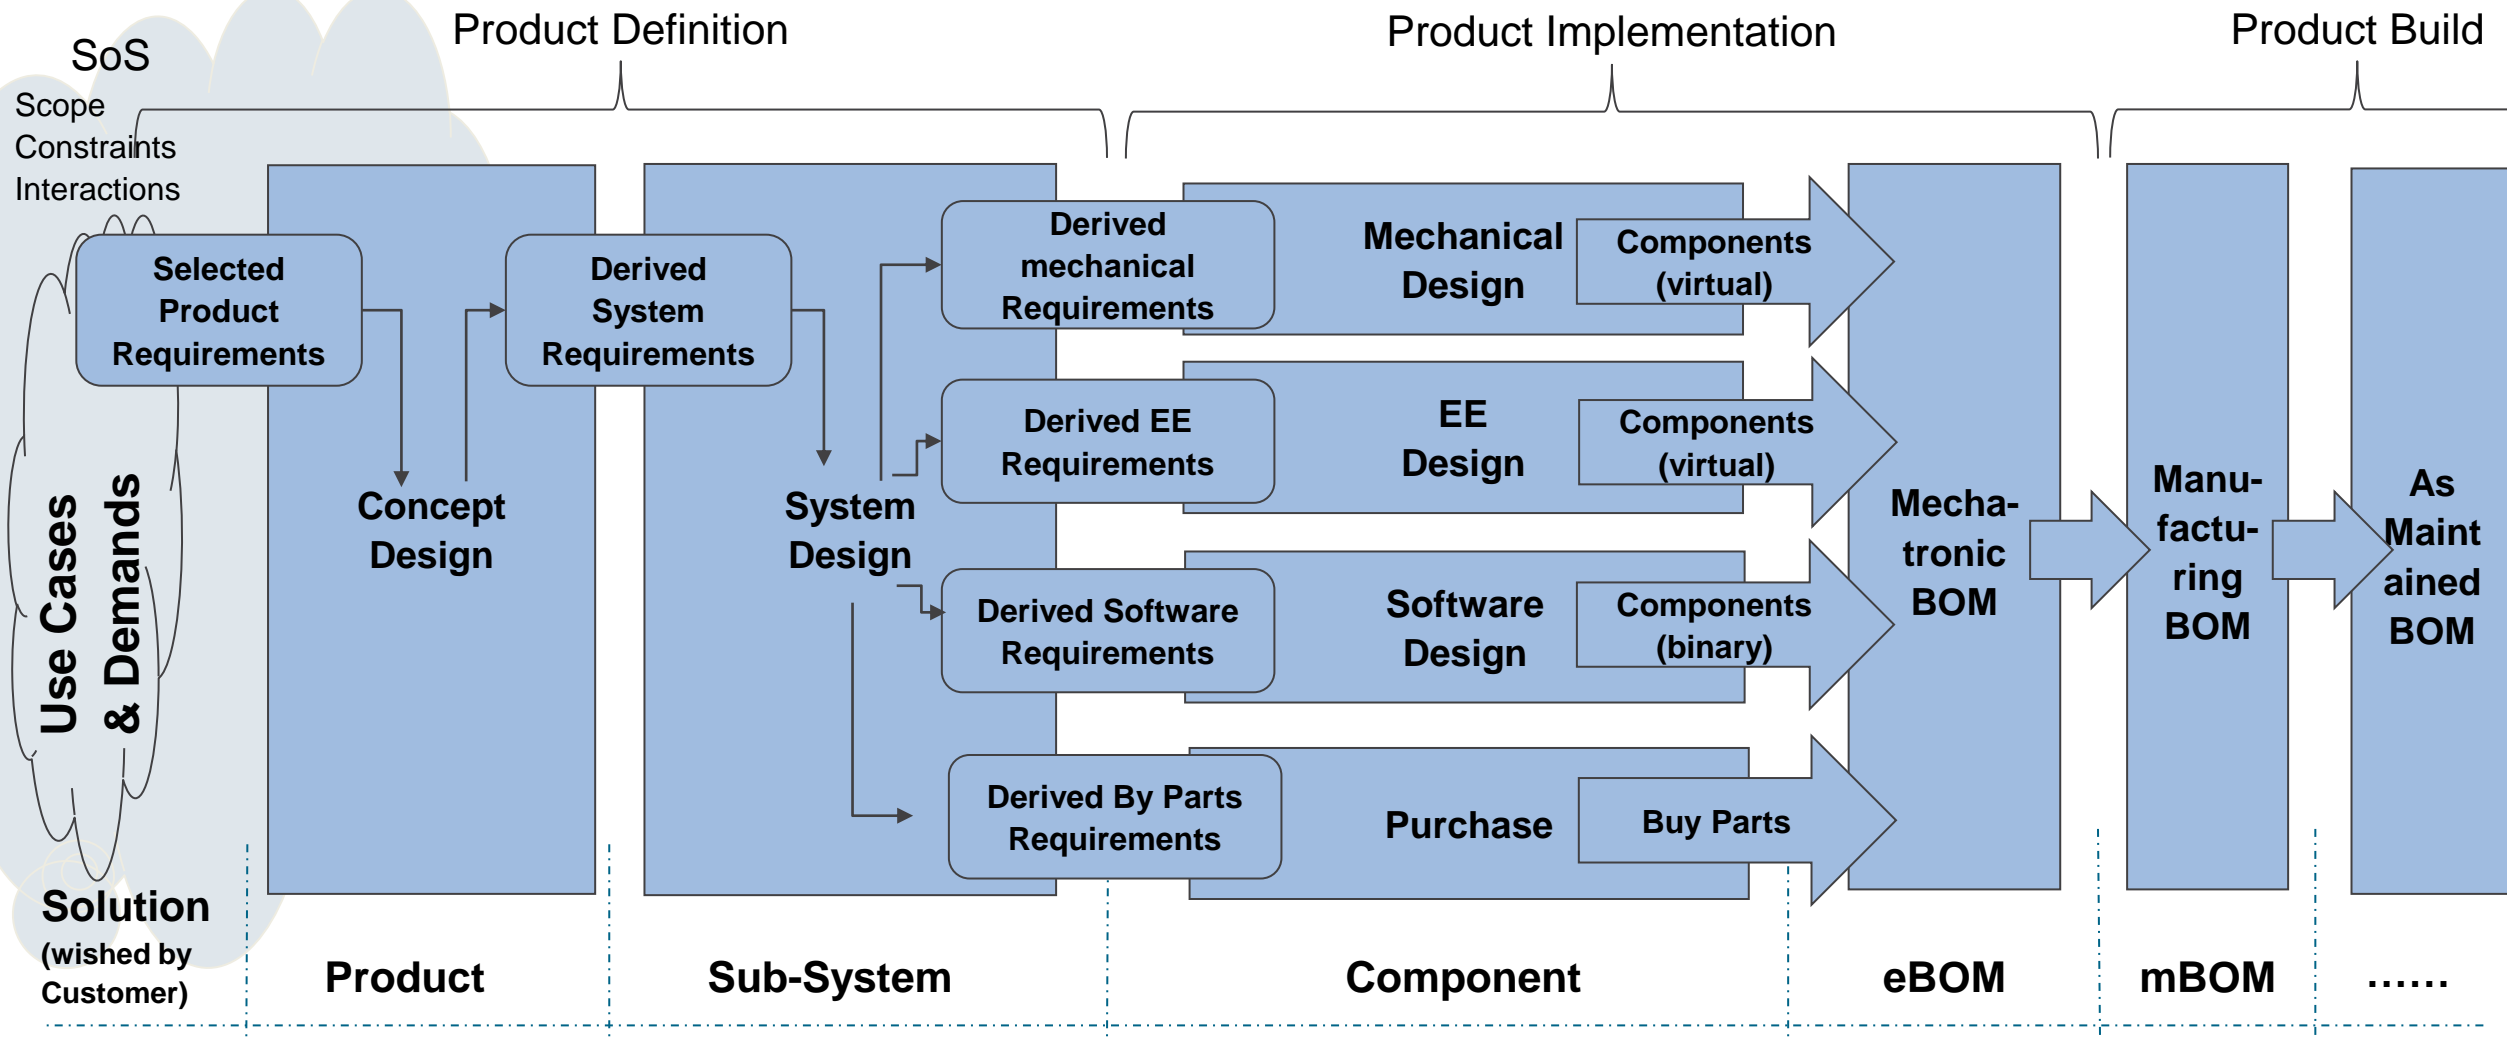 Product Definition
Product Implementation
Product Build
SoS
Scope
Constraints
Interactions
Use Cases
& Demands
Selected
Product
Requirements
Concept
Design
Derived
System
Requirements
System
Design
Derived
mechanical
Requirements
Mechanical
Design
Components
(virtual)
Derived EE
Requirements
EE
Design
Components
(virtual)
Derived Software
Requirements
Software
Design
Components
(binary)
Derived By Parts
Requirements
Purchase
Buy Parts
Mecha-
tronic
BOM
Manu-
factu-
ring
BOM
As
Maint
ained
BOM
Solution
(wished by
Customer)
Product
Sub-System
Component
eBOM
mBOM
......